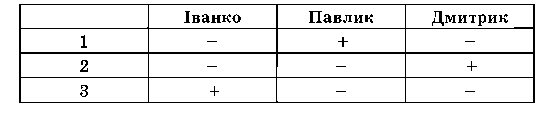 Іванко Павлик Дмитрик
1 – + –
2 – – +
3 + – –